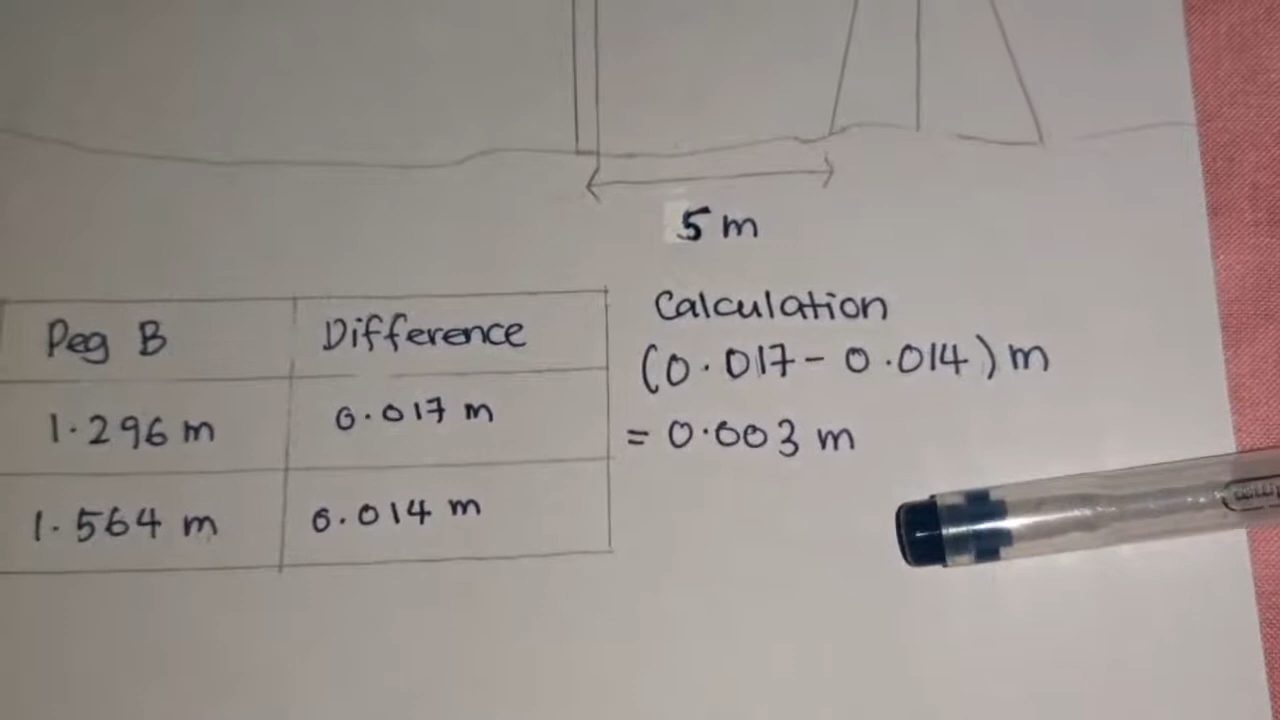 5 m
Calculation
(0.017 - 0.014) m
= 0.003 m
Peg B Difference
1.296 m 0.017 m
1.564 m 0.014 m